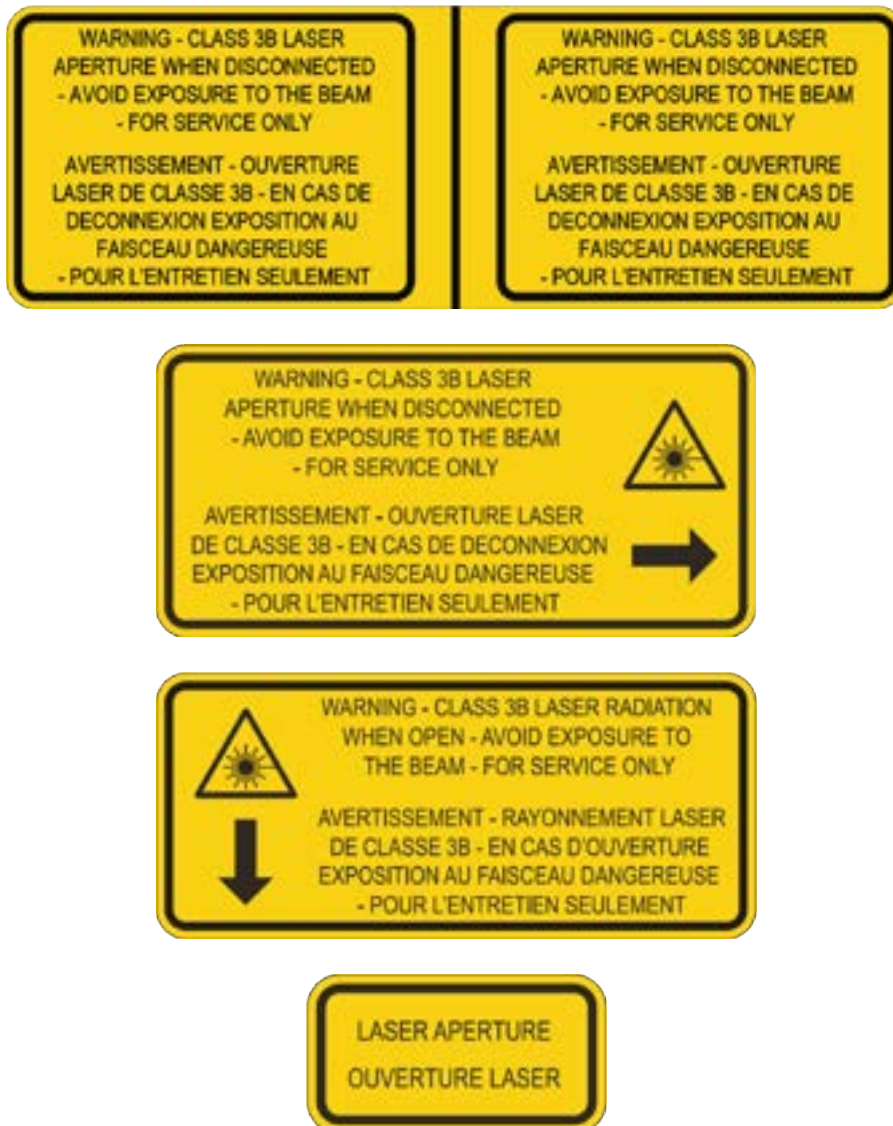 WARNING - CLASS 3B LASER
APERTURE WHEN DISCONNECTED
- AVOID EXPOSURE TO THE BEAM
- FOR SERVICE ONLY
AVERTISSEMENT - OUVERTURE
LASER DE CLASSE 3B - EN CAS DE
DECONNEXION EXPOSITION AU
FAISCEAU DANGEREUSE
- POUR L'ENTRETIEN SEULEMENT
WARNING - CLASS 3B LASER
APERTURE WHEN DISCONNECTED
- AVOID EXPOSURE TO THE BEAM
- FOR SERVICE ONLY
AVERTISSEMENT - OUVERTURE
LASER DE CLASSE 3B - EN CAS DE
DECONNEXION EXPOSITION AU
FAISCEAU DANGEREUSE
- POUR L'ENTRETIEN SEULEMENT
WARNING - CLASS 3B LASER
APERTURE WHEN DISCONNECTED
- AVOID EXPOSURE TO THE BEAM
- FOR SERVICE ONLY
AVERTISSEMENT - OUVERTURE LASER
DE CLASSE 3B - EN CAS DE DECONNEXION
EXPOSITION AU FAISCEAU DANGEREUSE
- POUR L'ENTRETIEN SEULEMENT
WARNING - CLASS 3B LASER RADIATION
WHEN OPEN - AVOID EXPOSURE TO
THE BEAM - FOR SERVICE ONLY
AVERTISSEMENT - RAYONNEMENT LASER
DE CLASSE 3B - EN CAS D'OUVERTURE
EXPOSITION AU FAISCEAU DANGEREUSE
- POUR L'ENTRETIEN SEULEMENT
LASER APERTURE
OUVERTURE LASER